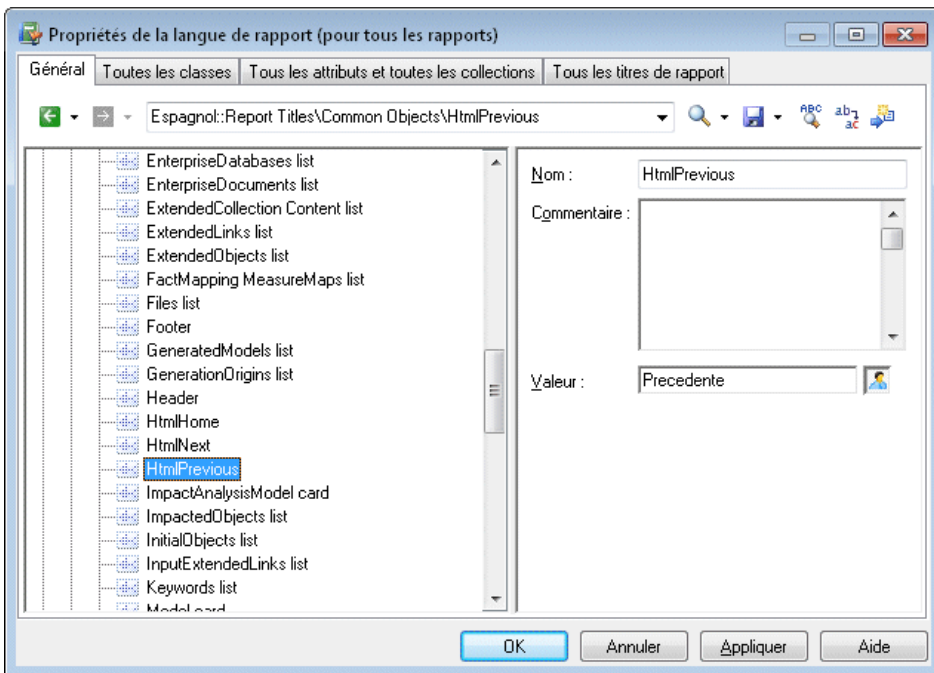 Propriétés de la langue de rapport (pour tous les rapports)
Général
Toutes les classes
Tous les attributs et toutes les collections
Tous les titres de rapport
Espagnol::Report Titles\Common Objects\HtmlPrevious
EnterpriseDatabases list
EnterpriseDocuments list
ExtendedCollection Content list
ExtendedLinks list
ExtendedObjects list
FactMapping MeasureMaps list
Files list
Footer
GeneratedModels list
GenerationOrigins list
Header
HtmlHome
HtmlNext
HtmlPrevious
ImpactAnalysisModel card
ImpactedObjects list
InitialObjects list
InputExtendedLinks list
Keywords list
Model card
Nom :
HtmlPrevious
Commentaire :
Valeur :
Precedente
OK
Annuler
Appliquer
Aide